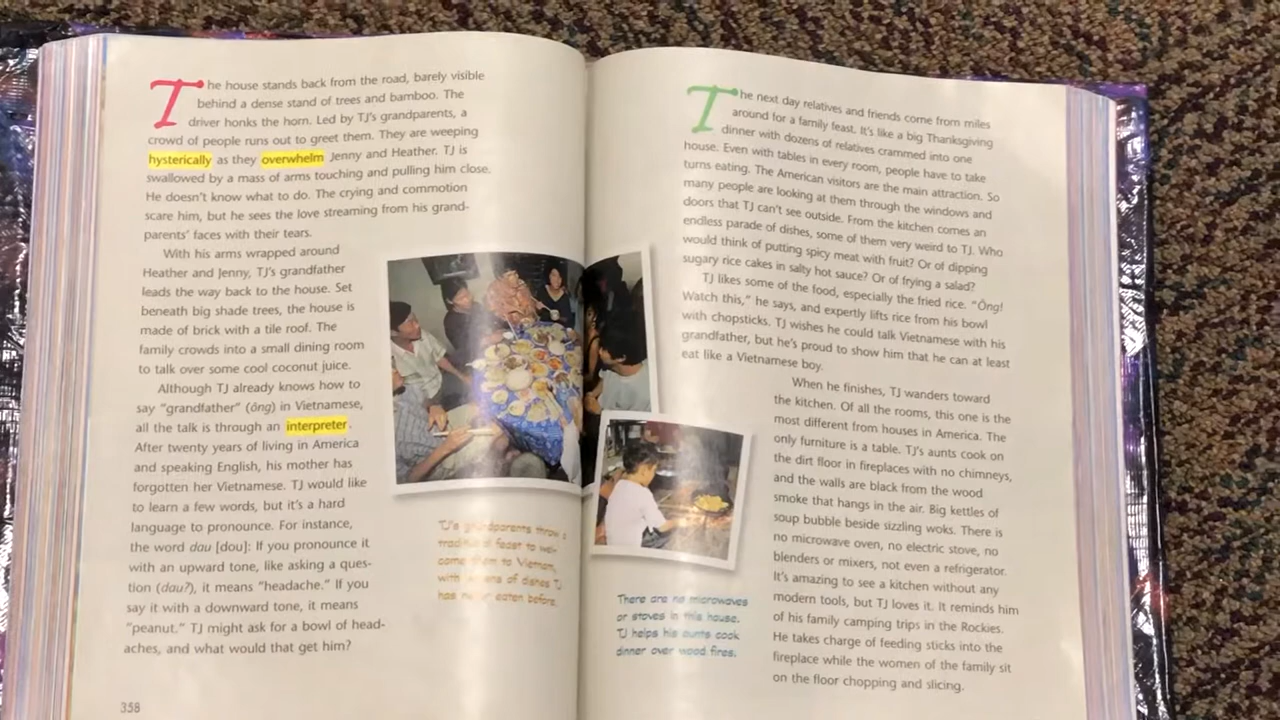 The house stands back from the road, barely visible
behind a dense stand of trees and bamboo. The
driver honks the horn. Led by TJ's grandparents, a
crowd of people runs out to greet them. They are weeping
hysterically as they overwhelm Jenny and Heather. TJ is
swallowed by a mass of arms touching and pulling him close.
He doesn't know what to do. The crying and commotion
scare him, but he sees the love streaming from his grand-
parents' faces with their tears.
With his arms wrapped around
Heather and Jenny, TJ's grandfather
leads the way back to the house. Set
beneath big shade trees, the house is
made of brick with a tile roof. The
family crowds into a small dining room
to talk over some cool coconut juice.
Although TJ already knows how to
say "grandfather" (ông) in Vietnamese,
all the talk is through an interpreter.
After twenty years of living in America
and speaking English, his mother has
forgotten her Vietnamese. TJ would like
to learn a few words, but it's a hard
language to pronounce. For instance,
the word dau [dou]: If you pronounce it
with an upward tone, like asking a ques-
tion (dau?), it means "headache." If you
say it with a downward tone, it means
"peanut." TJ might ask for a bowl of head-
aches, and what would that get him?
TJ's grandparents throw a
traditional feast to wel-
come them to Vietnam,
with dozens of dishes TJ
has never eaten before.
358
The next day relatives and friends come from miles
around for a family feast. It's like a big Thanksgiving
dinner with dozens of relatives crammed into one
house. Even with tables in every room, people have to take
turns eating. The American visitors are the main attraction. So
many people are looking at them through the windows and
doors that TJ can't see outside. From the kitchen comes an
endless parade of dishes, some of them very weird to TJ. Who
would think of putting spicy meat with fruit? Or of dipping
sugary rice cakes in salty hot sauce? Or of frying a salad?
TJ likes some of the food, especially the fried rice. "Ông!
Watch this," he says, and expertly lifts rice from his bowl
with chopsticks. TJ wishes he could talk Vietnamese with his
grandfather, but he's proud to show him that he can at least
eat like a Vietnamese boy.
When he finishes, TJ wanders toward
the kitchen. Of all the rooms, this one is the
most different from houses in America. The
only furniture is a table. TJ's aunts cook on
the dirt floor in fireplaces with no chimneys,
and the walls are black from the wood
smoke that hangs in the air. Big kettles of
soup bubble beside sizzling woks. There is
no microwave oven, no electric stove, no
blenders or mixers, not even a refrigerator.
It's amazing to see a kitchen without any
modern tools, but TJ loves it. It reminds him
of his family camping trips in the Rockies.
He takes charge of feeding sticks into the
fireplace while the women of the family sit
on the floor chopping and slicing.
There are no microwaves
or stoves in this house.
TJ helps his aunts cook
dinner over wood fires.